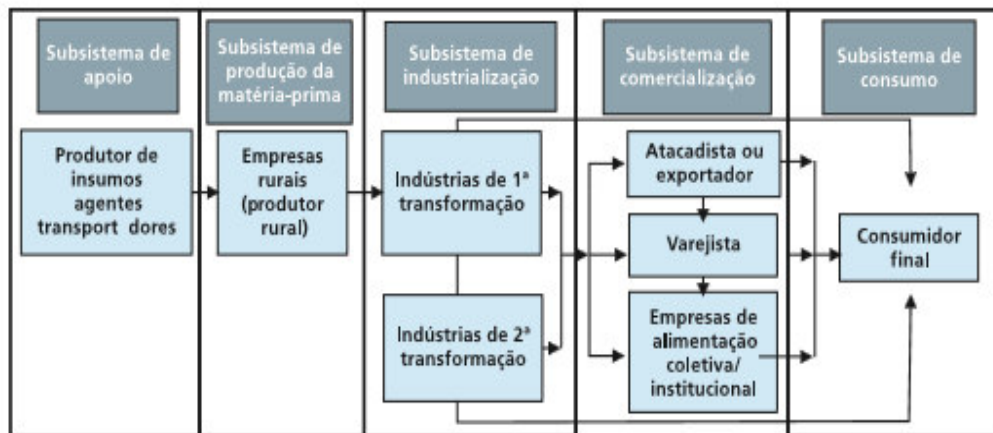 Subsistema de
apoio
Subsistema de
produção da
matéria-prima
Subsistema de
industrialização
Subsistema de
comercialização
Subsistema de
consumo
Produtor de
insumos
agentes
transport dores
Empresas
rurais
(produtor
rural)
Indústrias de 1ª
transformação
Indústrias de 2ª
transformação
Atacadista ou
exportador
Varejista
Empresas de
alimentação
coletiva/
institucional
Consumidor
final